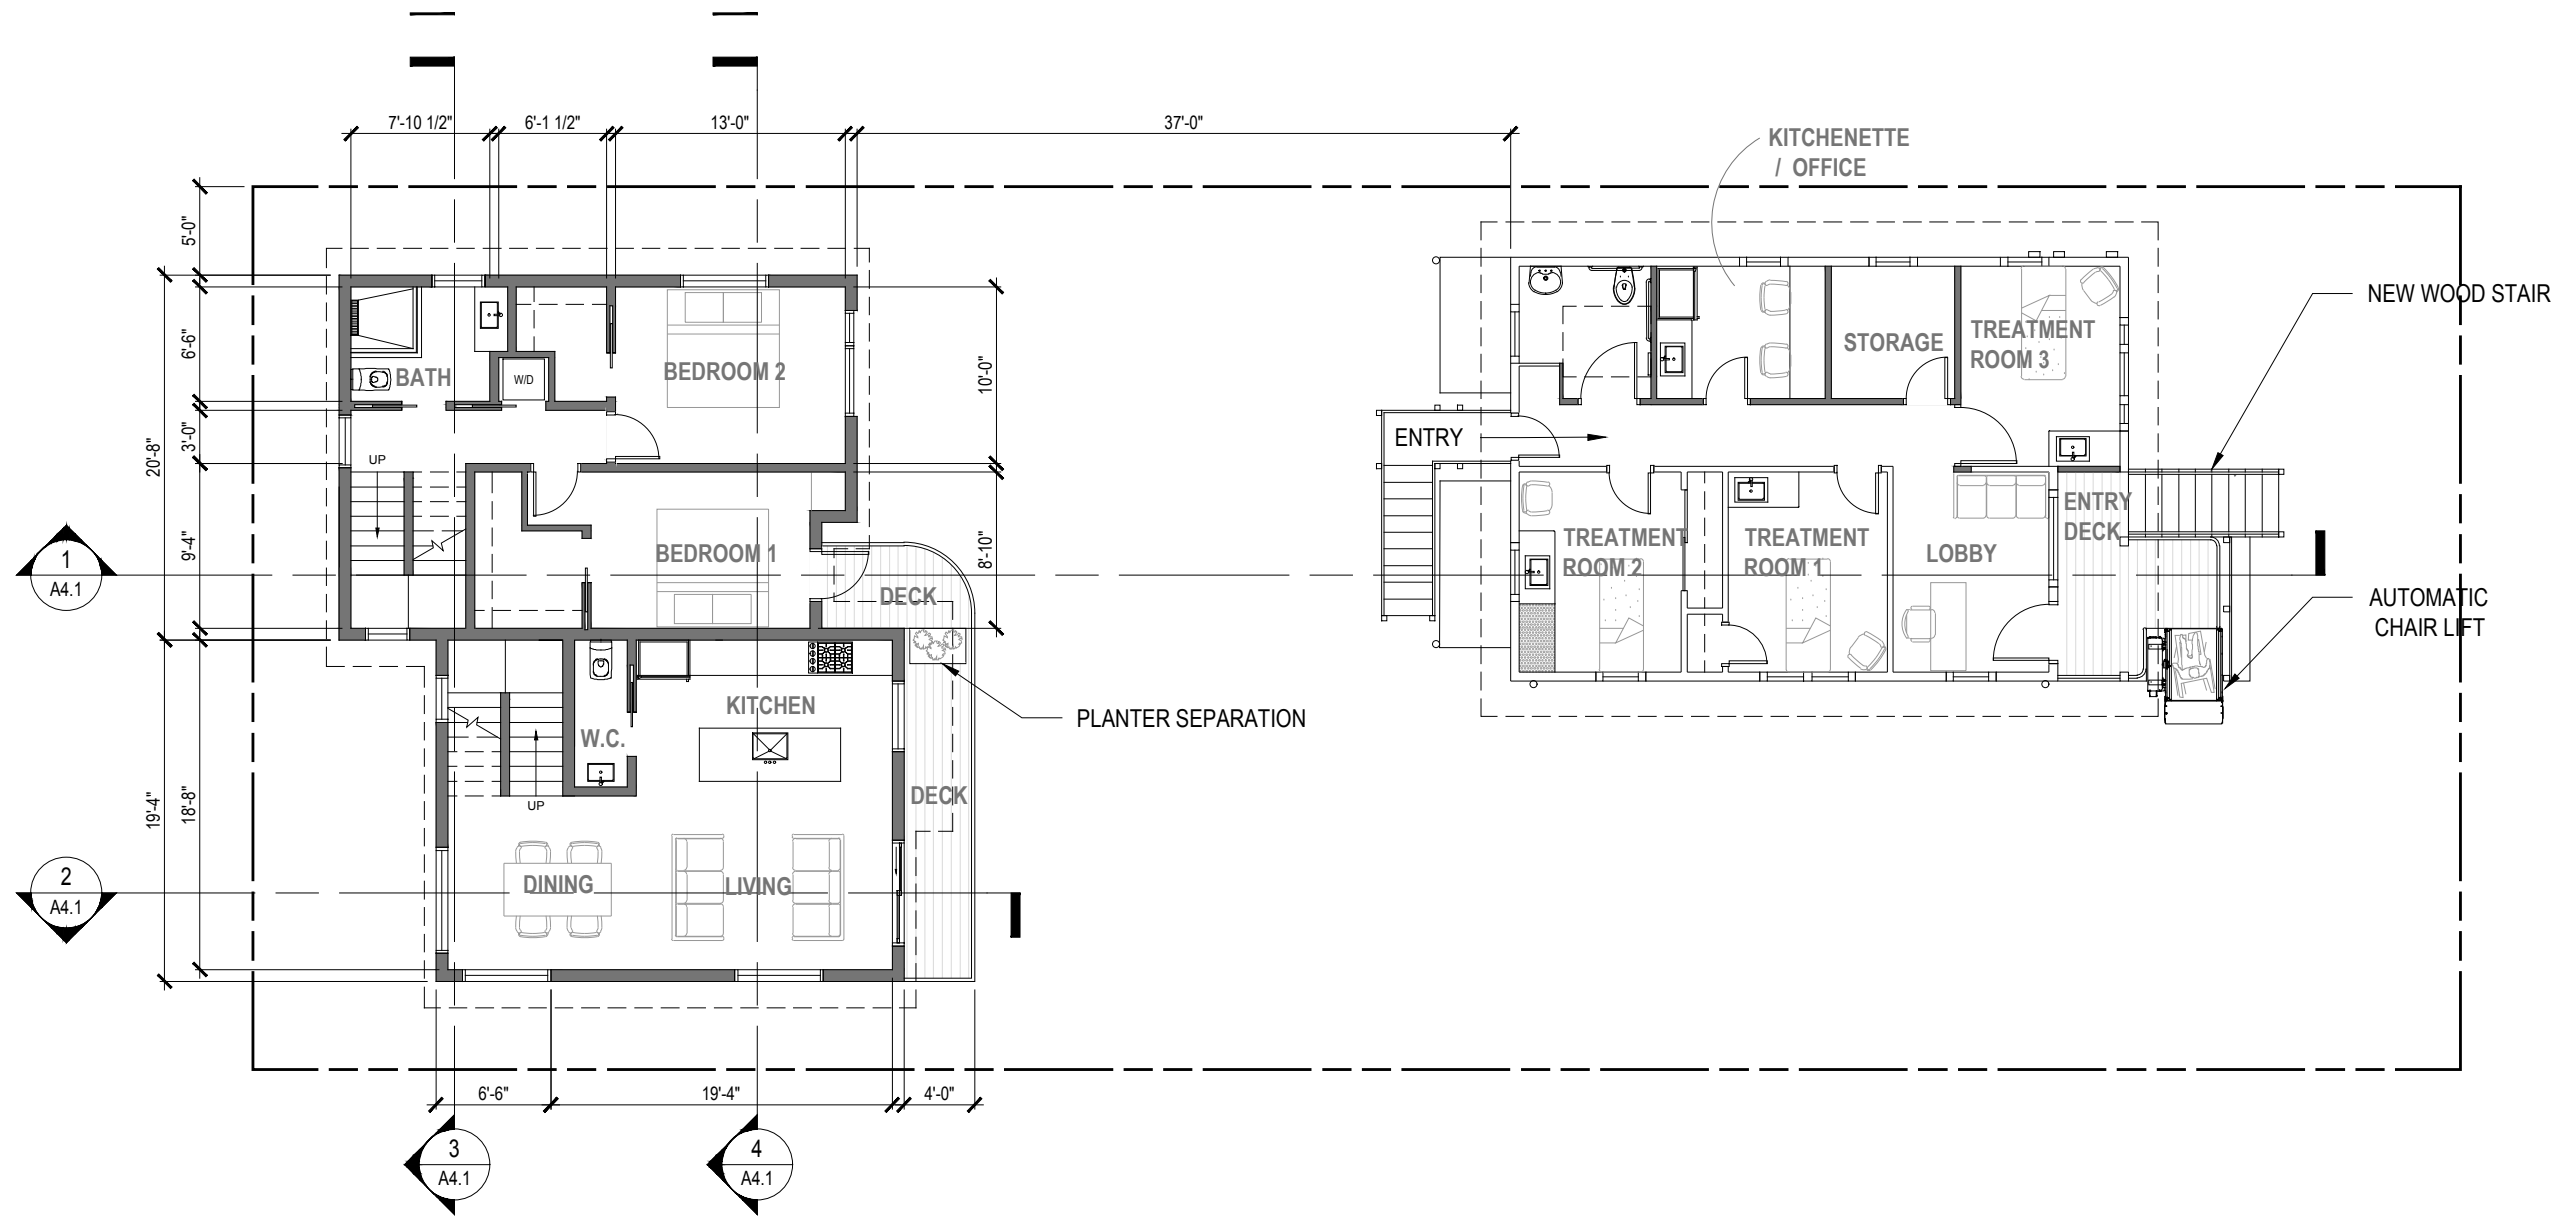 7'-10 1/2"
6'-1 1/2"
13'-0"
37'-0"
KITCHENETTE
/ OFFICE
5'-0"
20'-8"
6'-6"
3'-0"
9'-4"
10'-0"
8'-10"
BATH
W/D
BEDROOM 2
UP
BEDROOM 1
DECK
STORAGE
TREATMENT
ROOM 3
NEW WOOD STAIR
ENTRY
ENTRY
DECK
TREATMENT
ROOM 2
TREATMENT
ROOM 1
LOBBY
AUTOMATIC
CHAIR LIFT
1
A4.1
KITCHEN
W.C.
UP
PLANTER SEPARATION
DECK
19'-4"
18'-8"
DINING
LIVING
2
A4.1
6'-6"
19'-4"
4'-0"
3
A4.1
4
A4.1